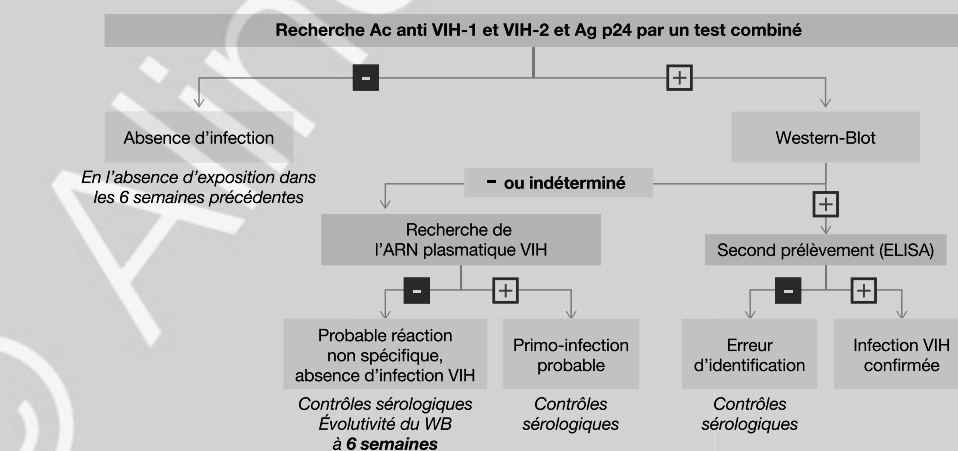 Recherche Ac anti VIH-1 et VIH-2 et Ag p24 par un test combiné
-
+
Absence d'infection
Western-Blot
En l'absence d'exposition dans
les 6 semaines précédentes
- ou indéterminé
+
Recherche de
l'ARN plasmatique VIH
Second prélèvement (ELISA)
-
+
-
+
Probable réaction
non spécifique,
absence d'infection VIH
Primo-infection
probable
Erreur
d'identification
Infection VIH
confirmée
Contrôles sérologiques
Évolutivité du WB
à 6 semaines
Contrôles
sérologiques
Contrôles
sérologiques